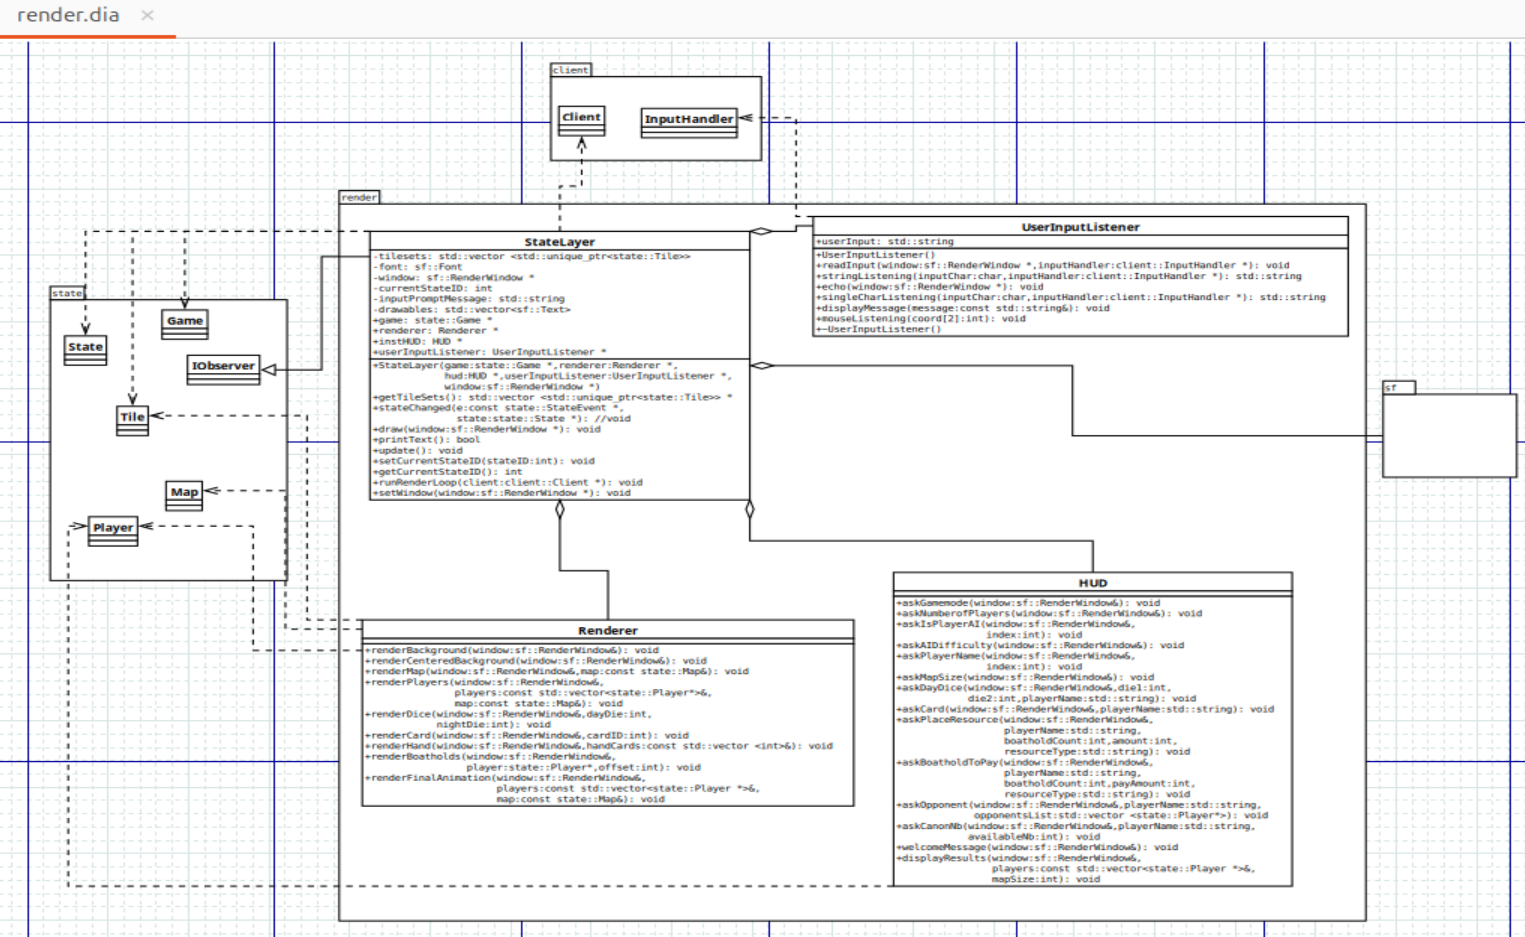 render.dia ×
client
Client
InputHandler
render
StateLayer
-tilesets: std::vector <std::unique_ptr<state::Tile>>
-font: sf::Font
-window: sf::RenderWindow *
-currentStateID: int
-inputPromptMessage: std::string
-drawables: std::vector<sf::Text>
+game: state::Game *
+renderer: Renderer *
+instHUD: HUD *
+userInputListener: UserInputListener *
+StateLayer(game:state::Game *,renderer:Renderer *,
hud:HUD *,userInputListener:UserInputListener *,
window:sf::RenderWindow *)
+getTileSets(): std::vector <std::unique_ptr<state::Tile>> *
+stateChanged(e:const state::StateEvent *,
state:state::State *): //void
+draw(window:sf::RenderWindow *): void
+printText(): bool
+update(): void
+setCurrentStateID(stateID:int): void
+getCurrentStateID(): int
+runRenderLoop(client:client::Client *): void
+setWindow(window:sf::RenderWindow *): void
UserInputListener
+userInput: std::string
+UserInputListener()
+readInput(window:sf::RenderWindow *,inputHandler:client::InputHandler *): void
+stringListening(inputChar:char,inputHandler:client::InputHandler *): std::string
+echo(window:sf::RenderWindow *): void
+singleCharListening(inputChar:char,inputHandler:client::InputHandler *): std::string
+displayMessage(message:const std::string&): void
+mouseListening(coord[2]:int): void
+~UserInputListener()
state
Game
State
IObserver
Tile
Map
Player
sf
Renderer
+renderBackground(window:sf::RenderWindow&): void
+renderCenteredBackground(window:sf::RenderWindow&): void
+renderMap(window:sf::RenderWindow&,map:const state::Map&): void
+renderPlayers(window:sf::RenderWindow&,
players:const std::vector<state::Player*>&,
map:const state::Map&): void
+renderDice(window:sf::RenderWindow&,dayDie:int,
nightDie:int): void
+renderCard(window:sf::RenderWindow&,cardID:int): void
+renderHand(window:sf::RenderWindow&,handCards:const std::vector <int>&): void
+renderBoatholds(window:sf::RenderWindow&,
player:state::Player*,offset:int): void
+renderFinalAnimation(window:sf::RenderWindow&,
players:const std::vector<state::Player *>&,
map:const state::Map&): void
HUD
+askGamemode(window:sf::RenderWindow&): void
+askNumberofPlayers(window:sf::RenderWindow&): void
+askIsPlayerAI(window:sf::RenderWindow&,
index:int): void
+askAIDifficulty(window:sf::RenderWindow&): void
+askPlayerName(window:sf::RenderWindow&,
index:int): void
+askMapSize(window:sf::RenderWindow&): void
+askDayDice(window:sf::RenderWindow&,die1:int,
die2:int,playerName:std::string): void
+askCard(window:sf::RenderWindow&,playerName:std::string): void
+askPlaceResource(window:sf::RenderWindow&,
playerName:std::string,
boatholdCount:int,amount:int,
resourceType:std::string): void
+askBoatholdToPay(window:sf::RenderWindow&,
playerName:std::string,
boatholdCount:int,payAmount:int,
resourceType:std::string): void
+askOpponent(window:sf::RenderWindow&,playerName:std::string,
opponentsList:std::vector <state::Player*>): void
+askCanonNb(window:sf::RenderWindow&,playerName:std::string,
availableNb:int): void
+welcomeMessage(window:sf::RenderWindow&): void
+displayResults(window:sf::RenderWindow&,
players:const std::vector<state::Player *>&,
mapSize:int): void